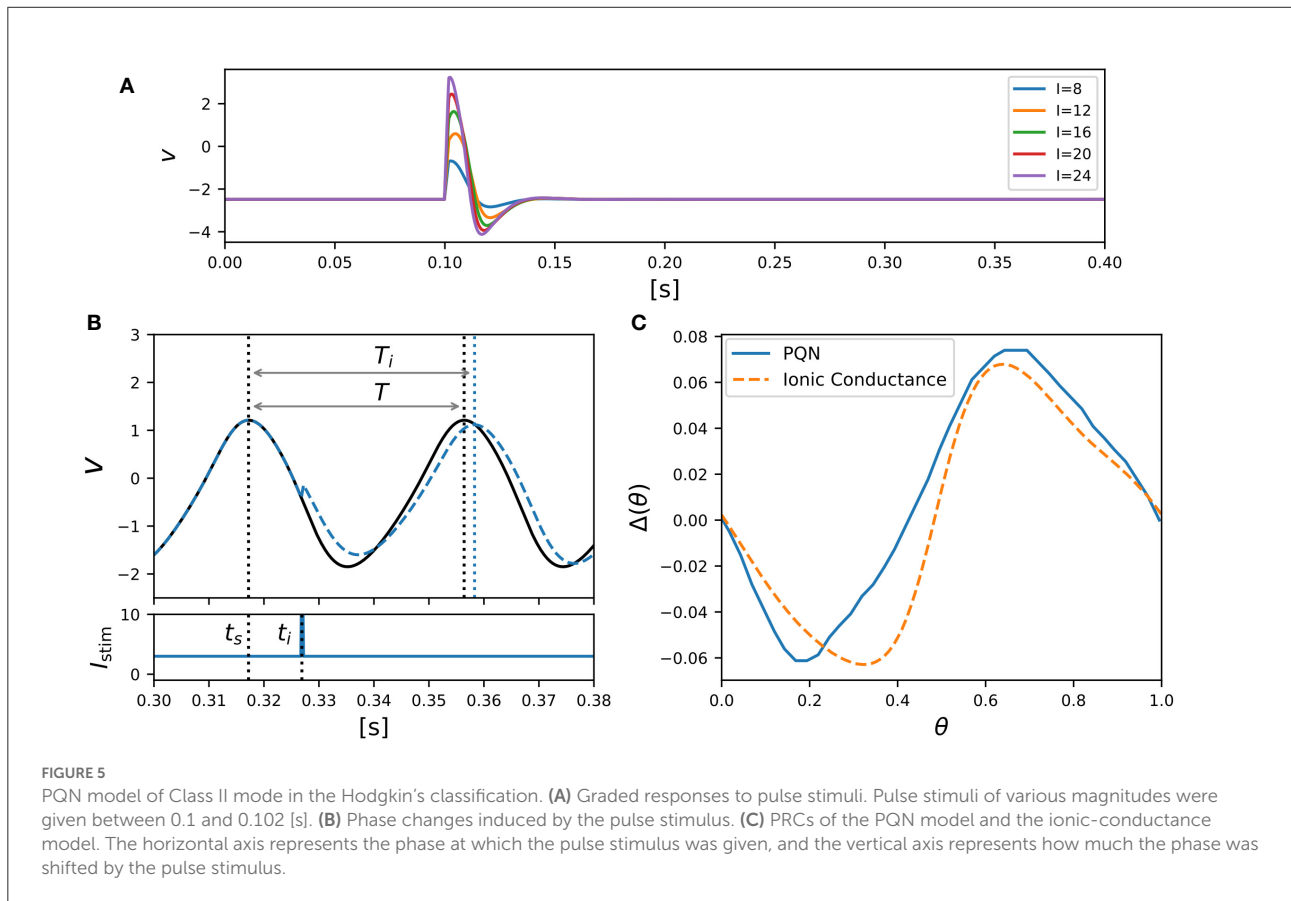 A
2
0
−2
−4
v
I=8
I=12
I=16
I=20
I=24
0.00 0.05 0.10 0.15 0.20 0.25 0.30 0.35 0.40
[s]
B
3
2
1
0
−1
−2
v
Ti
T
10
0
Istim
ts ti
0.30 0.31 0.32 0.33 0.34 0.35 0.36 0.37 0.38
[s]
C
0.08
0.06
0.04
0.02
0.00
−0.02
−0.04
−0.06
Δ(θ)
PQN
Ionic Conductance
0.0 0.2 0.4 0.6 0.8 1.0
θ
FIGURE 5
PQN model of Class II mode in the Hodgkin's classification. (A) Graded responses to pulse stimuli. Pulse stimuli of various magnitudes were
given between 0.1 and 0.102 [s]. (B) Phase changes induced by the pulse stimulus. (C) PRCs of the PQN model and the ionic-conductance
model. The horizontal axis represents the phase at which the pulse stimulus was given, and the vertical axis represents how much the phase was
shifted by the pulse stimulus.